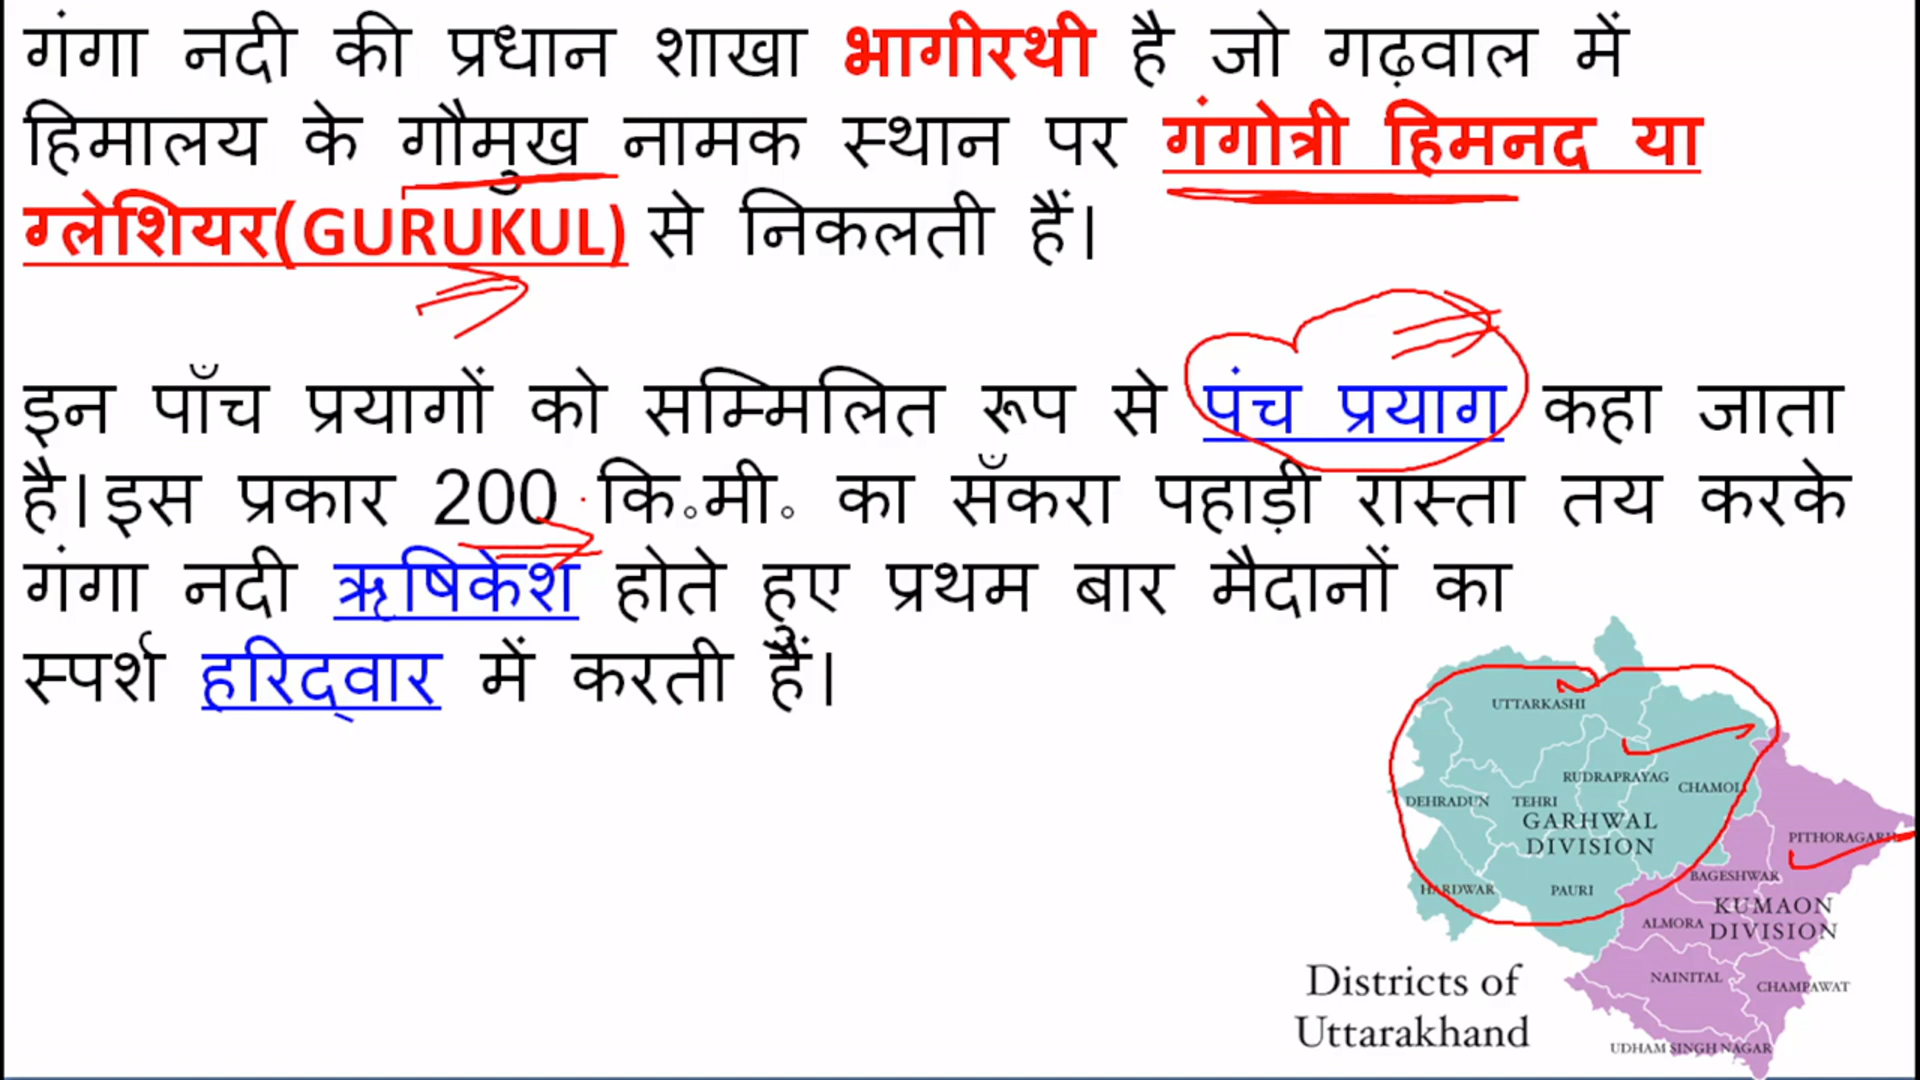 गंगा नदी की प्रधान शाखा भागीरथी है जो गढ़वाल में
हिमालय के गौमुख नामक स्थान पर गंगोत्री हिमनद या
ग्लेशियर(GURUKUL) से निकलती हैं।
इन पाँच प्रयागों को सम्मिलित रूप से पंच प्रयाग कहा जाता
है।इस प्रकार 200 कि॰मी॰ का सँकरा पहाड़ी रास्ता तय करके
गंगा नदी ऋषिकेश होते हुए प्रथम बार मैदानों का
स्पर्श हरिद्वार में करती हैं।
UTTARKASHI
RUDRAPRAYAG
CHAMOLI
DEHRADUN
TEHRI
GARHWAL
DIVISION
PITHORAGARH
HARDWAR
PAURI
BAGESHWAR
KUMAON
DIVISION
ALMORA
NAINITAL
CHAMPAWAT
UDHAM SINGH NAGAR
Districts of
Uttarakhand